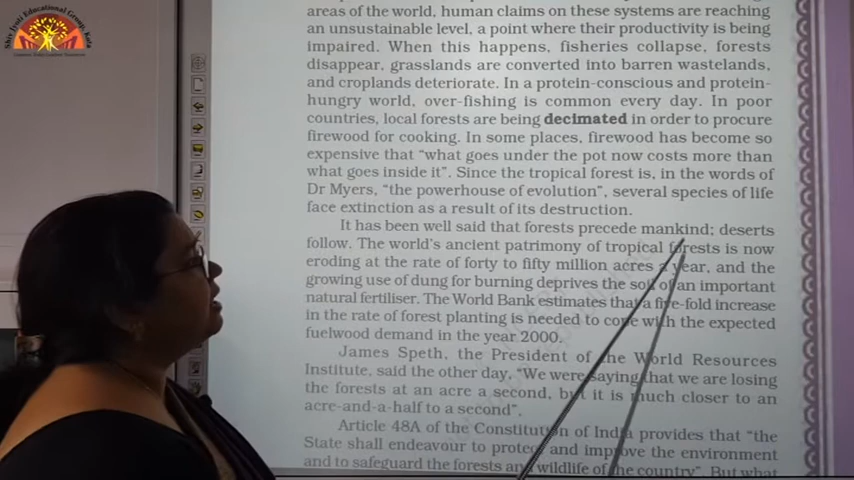 Shiv Jyoti Educational Group, Kota
areas of the world, human claims on these systems are reaching
an unsustainable level, a point where their productivity is being
impaired. When this happens, fisheries collapse, forests
disappear, grasslands are converted into barren wastelands,
and croplands deteriorate. In a protein-conscious and protein-
hungry world, over-fishing is common every day. In poor
countries, local forests are being decimated in order to procure
firewood for cooking. In some places, firewood has become so
expensive that “what goes under the pot now costs more than
what goes inside it”. Since the tropical forest is, in the words of
Dr Myers, “the powerhouse of evolution”, several species of life
face extinction as a result of its destruction.
It has been well said that forests precede mankind; deserts
follow. The world’s ancient patrimony of tropical forests is now
eroding at the rate of forty to fifty million acres a year, and the
growing use of dung for burning deprives the soil of an important
natural fertiliser. The World Bank estimates that a five-fold increase
in the rate of forest planting is needed to cope with the expected
fuelwood demand in the year 2000.
James Speth, the President of the World Resources
Institute, said the other day, “We were saying that we are losing
the forests at an acre a second, but it is much closer to an
acre-and-a-half to a second”.
Article 48A of the Constitution of India provides that “the
State shall endeavour to protect and improve the environment
and to safeguard the forests and wildlife of the country”. But what